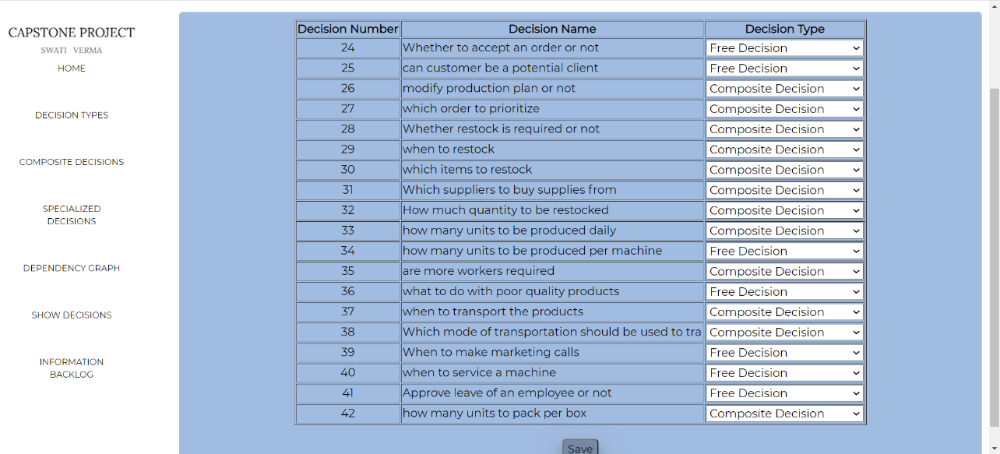 CAPSTONE PROJECT
SWATI VERMA
HOME
DECISION TYPES
COMPOSITE DECISIONS
SPECIALIZED
DECISIONS
DEPENDENCY GRAPH
SHOW DECISIONS
INFORMATION
BACKLOG
Decision Number Decision Name Decision Type
24 Whether to accept an order or not Free Decision
25 can customer be a potential client Free Decision
26 modify production plan or not Composite Decision
27 which order to prioritize Composite Decision
28 Whether restock is required or not Composite Decision
29 when to restock Composite Decision
30 which items to restock Composite Decision
31 Which suppliers to buy supplies from Composite Decision
32 How much quantity to be restocked Composite Decision
33 how many units to be produced daily Composite Decision
34 how many units to be produced per machine Free Decision
35 are more workers required Composite Decision
36 what to do with poor quality products Free Decision
37 when to transport the products Composite Decision
38 Which mode of transportation should be used to tra Composite Decision
39 When to make marketing calls Free Decision
40 when to service a machine Free Decision
41 Approve leave of an employee or not Free Decision
42 how many units to pack per box Composite Decision
Save